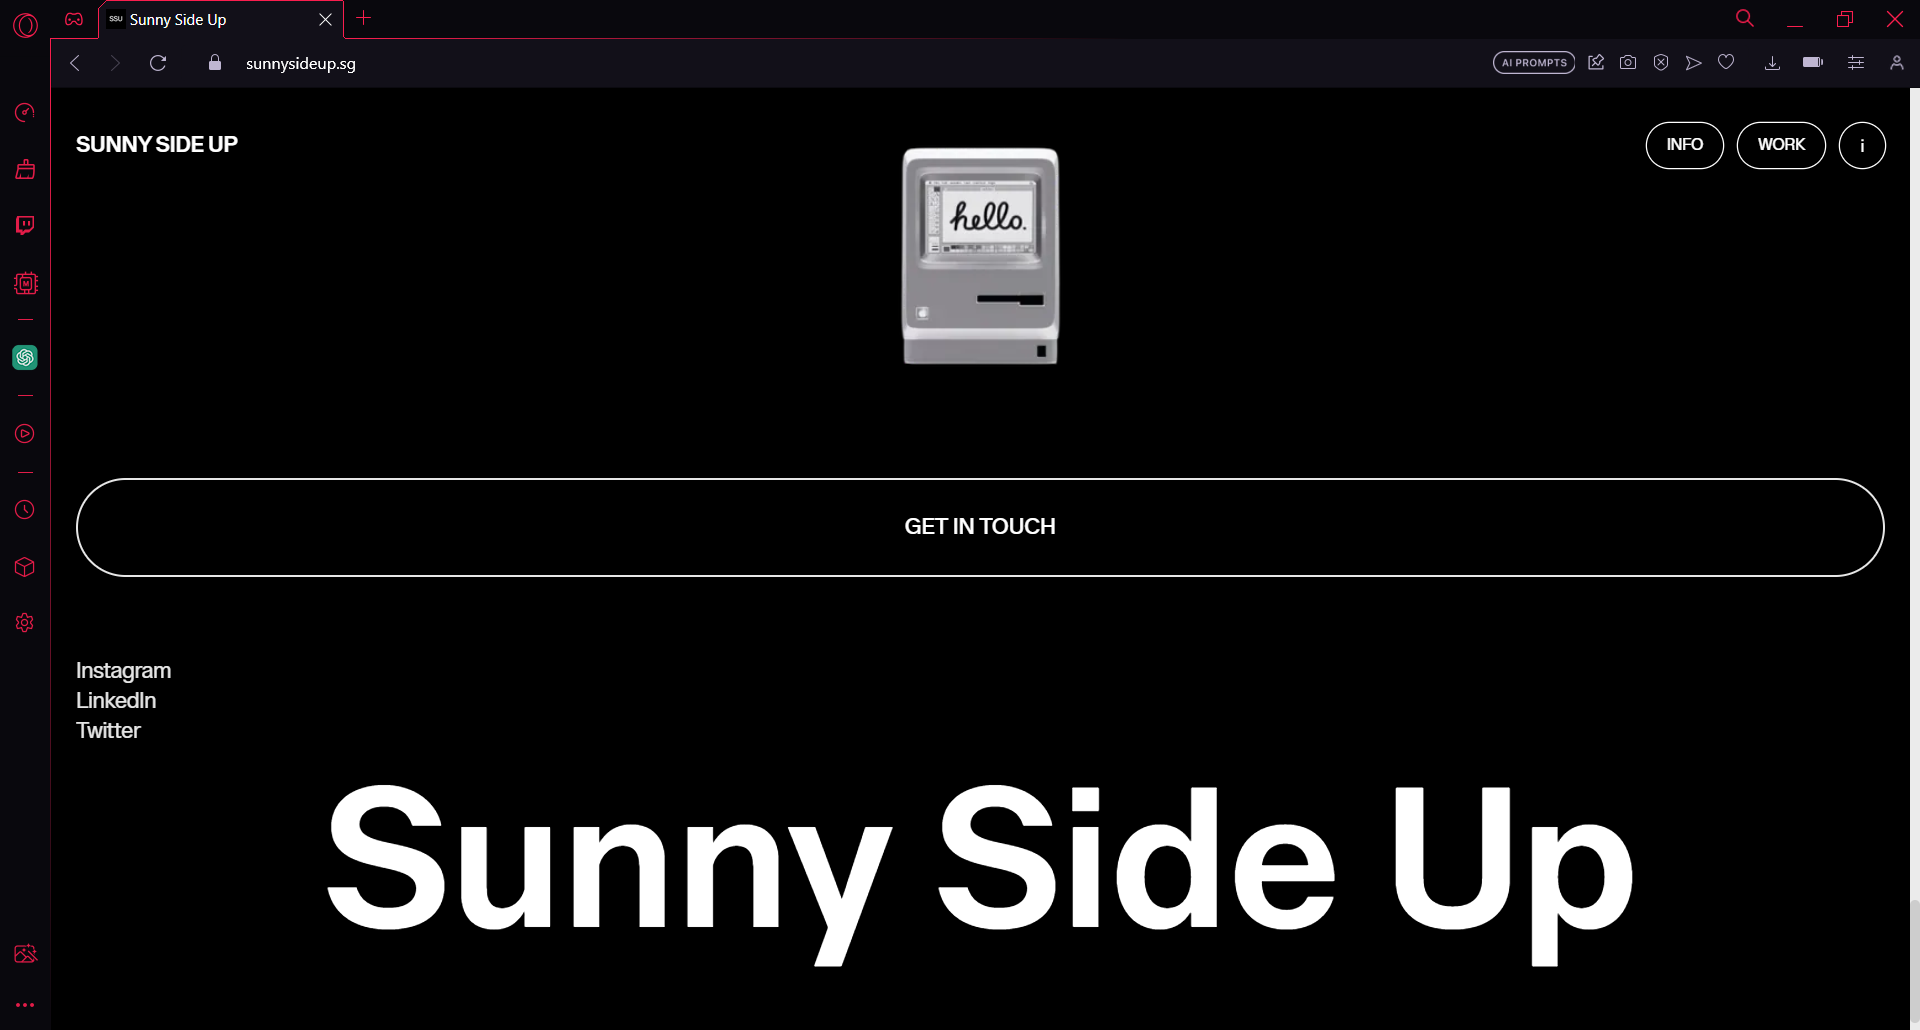 SSU Sunny Side Up
sunnysideup.sg
AI PROMPTS
SUNNY SIDE UP
INFO
WORK
i
hello.
GET IN TOUCH
Instagram
LinkedIn
Twitter
Sunny Side Up